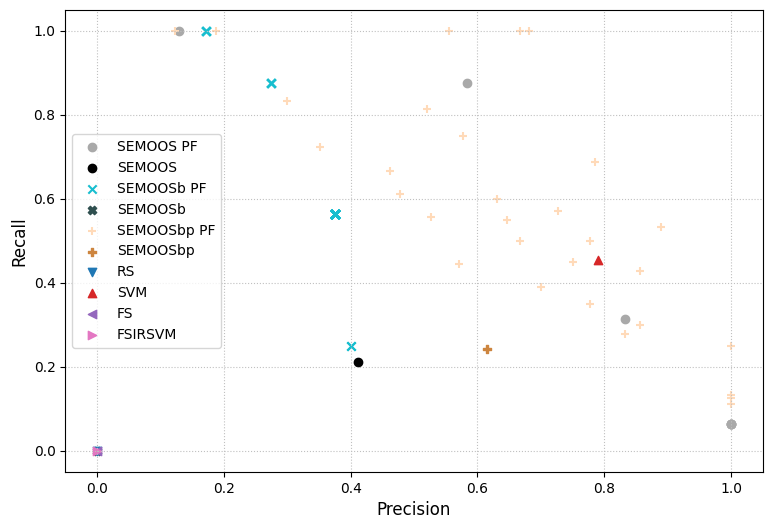 1.0
0.8
0.6
0.4
0.2
0.0
Recall
SEMOOS PF
SEMOOS
SEMOOSb PF
SEMOOSb
SEMOOSbp PF
SEMOOSbp
RS
SVM
FS
FSIRSVM
0.0 0.2 0.4 0.6 0.8 1.0
Precision